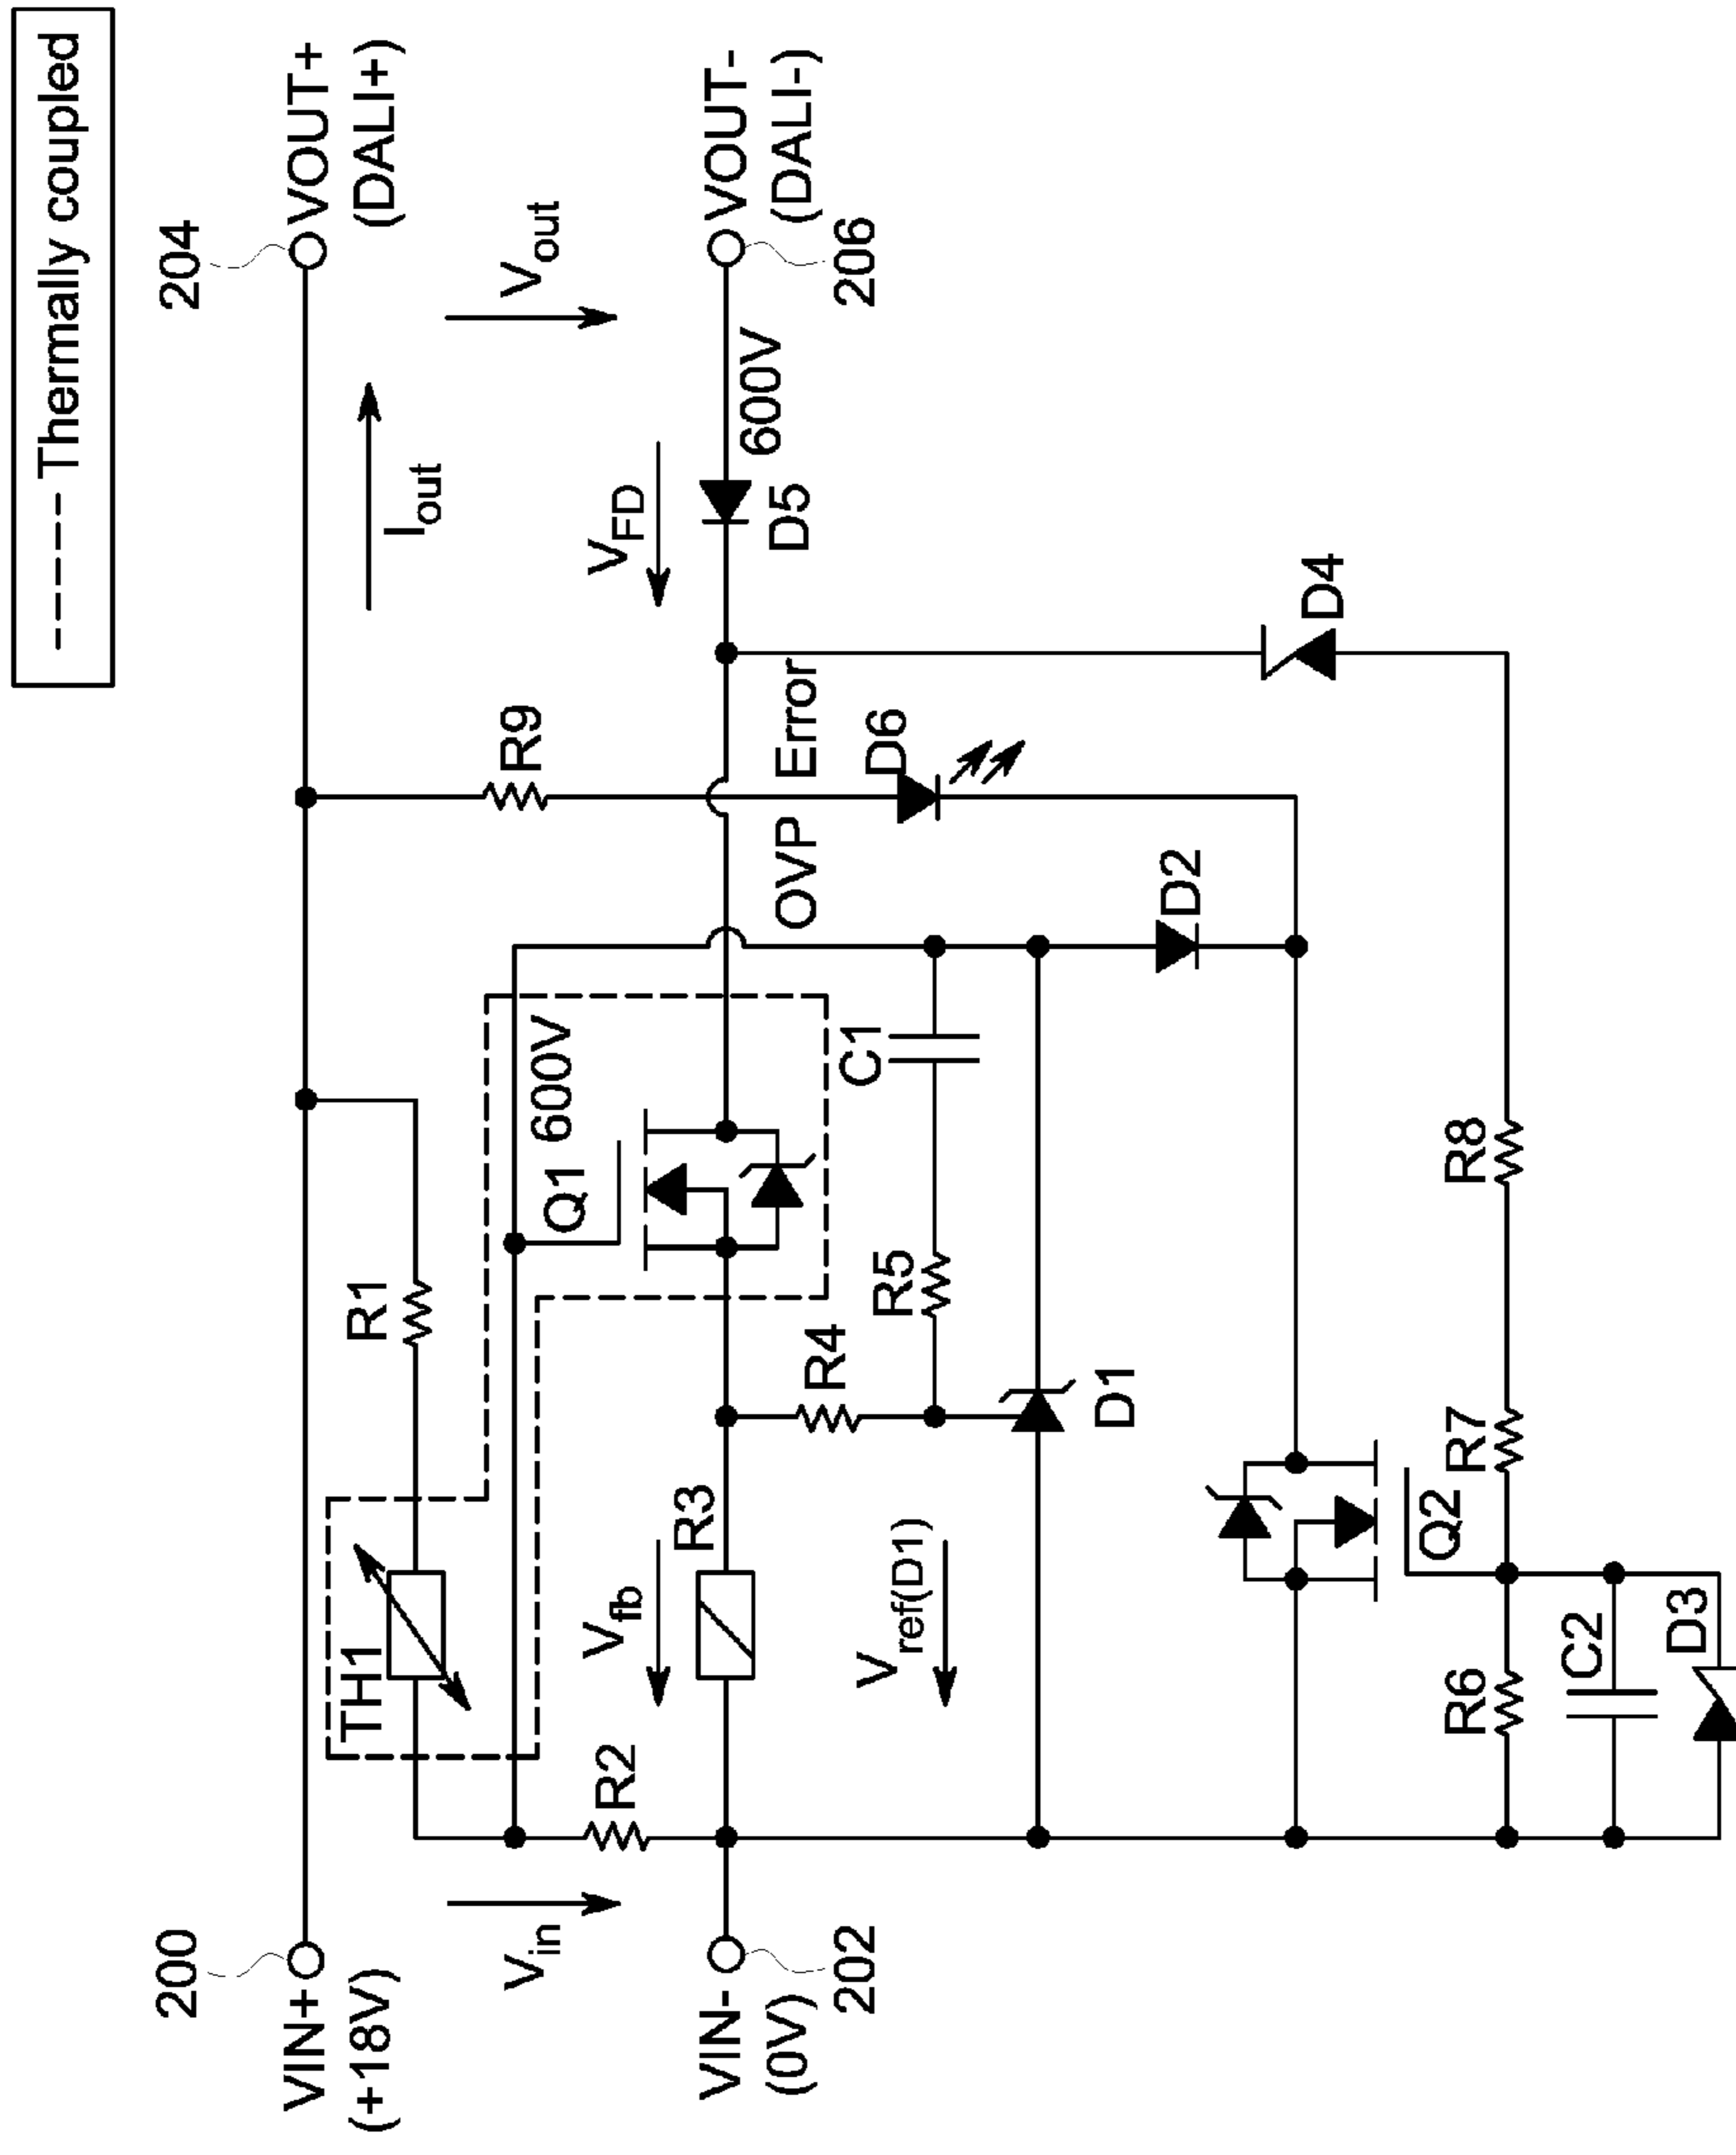 ----- Thermally coupled
200
VIN+
(+18V)
204
VOUT+
(DALI+)
Iout
Vin
Vout
TH1
R1
R9
R2
Q1
600V
Vfb
R3
VFD
VIN-
(0V)
202
VOUT-
(DALI-)
206
600V
D5
OVP Error
R4
R5
C1
D6
Vref(D1)
D1
D2
D4
Q2
R6
R7
R8
C2
D3